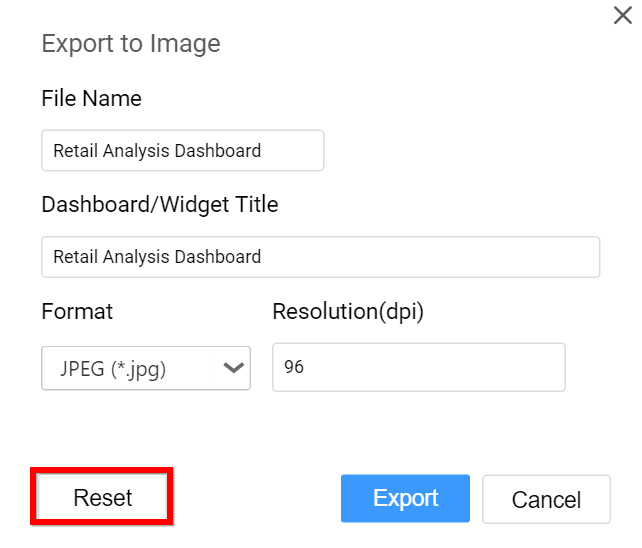 Export to Image
File Name
Retail Analysis Dashboard
Dashboard/Widget Title
Retail Analysis Dashboard
Format Resolution(dpi)
JPEG (*.jpg) 96
Reset Export Cancel